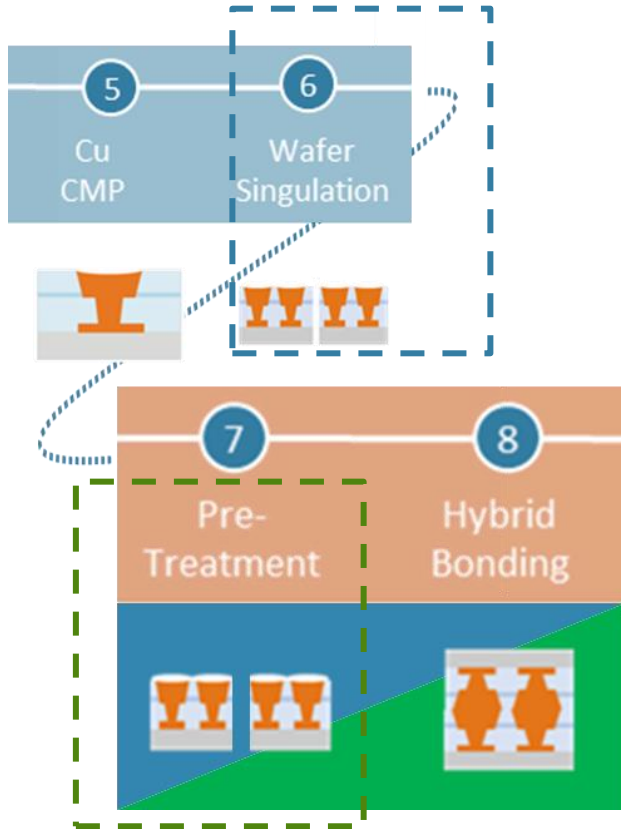 5
6
Cu
CMP
Wafer
Singulation
7
8
Pre-
Treatment
Hybrid
Bonding